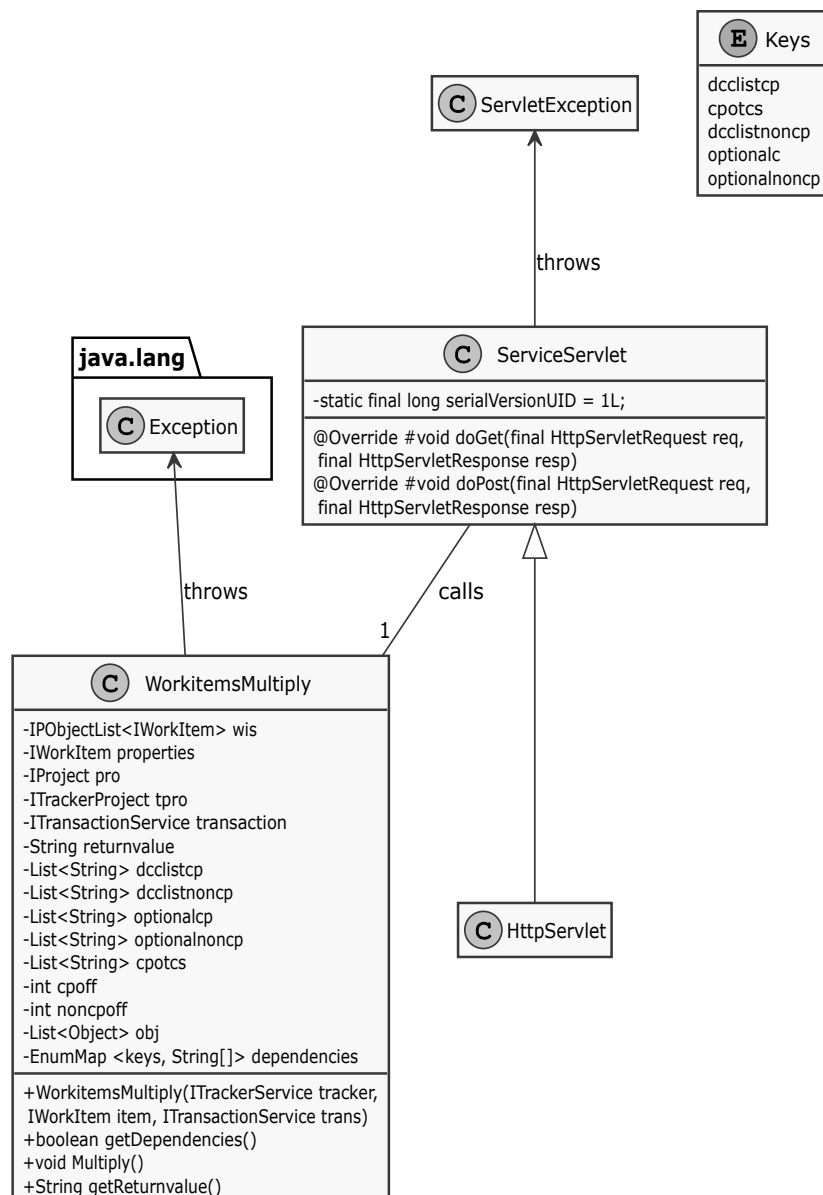 E Keys
dcclistcp
cpotcs
dcclistnoncp
optionalc
optionalnoncp
C ServletException
throws
C ServiceServlet
-static final long serialVersionUID = 1L;
@Override #void doGet(final HttpServletRequest req,
final HttpServletResponse resp)
@Override #void doPost(final HttpServletRequest req,
final HttpServletResponse resp)
java.lang
C Exception
throws
calls
1
C WorkitemsMultiply
-IPObjectList<IWorkItem> wis
-IWorkItem properties
-IProject pro
-ITrackerProject tpro
-ITransactionService transaction
-String returnvalue
-List<String> dcclistcp
-List<String> dcclistnoncp
-List<String> optionalcp
-List<String> optionalnoncp
-List<String> cpotcs
-int cpoff
-int noncpoff
-List<Object> obj
-EnumMap <keys, String[]> dependencies
+WorkitemsMultiply(ITrackerService tracker,
IWorkItem item, ITransactionService trans)
+boolean getDependencies()
+void Multiply()
+String getReturnvalue()
C HttpServlet